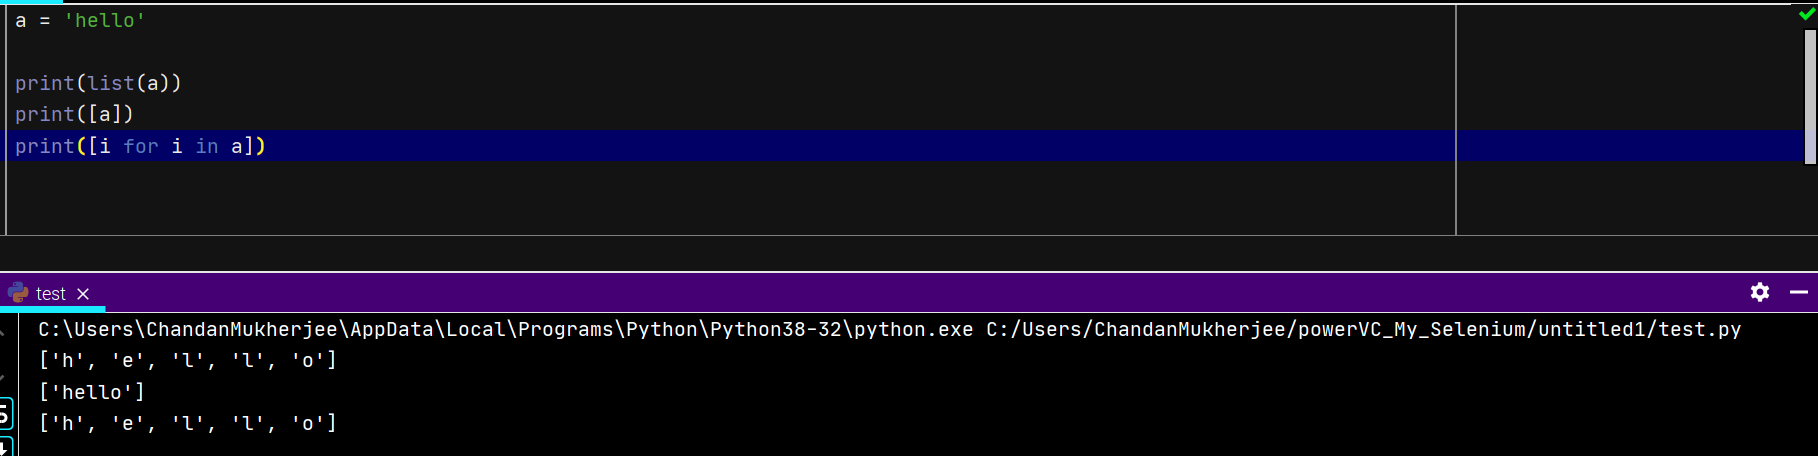 a = 'hello'
print(list(a))
print([a])
print([i for i in a])
test
C:\Users\ChandanMukherjee\AppData\Local\Programs\Python\Python38-32\python.exe C:/Users/ChandanMukherjee/powerVC_My_Selenium/untitled1/test.py
['h', 'e', 'l', 'l', 'o']
['hello']
['h', 'e', 'l', 'l', 'o']